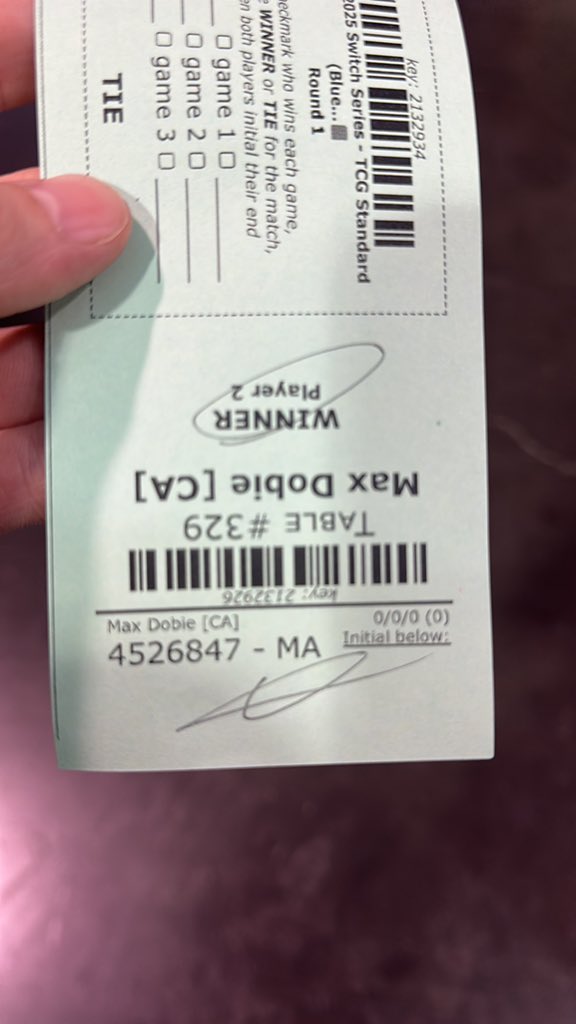 key: 2132934
2025 Switch Series - TCG Standard
(Blue...
Round 1
eckmark who wins each game,
WINNER or TIE for the match,
en both players initial their end
game 1
game 2
game 3
TIE
WINNER
Player 2
Max Dobie [CA]
TABLE #329
key: 2132926
Max Dobie [CA] 0/0/0 (0)
4526847 - MA Initial below: